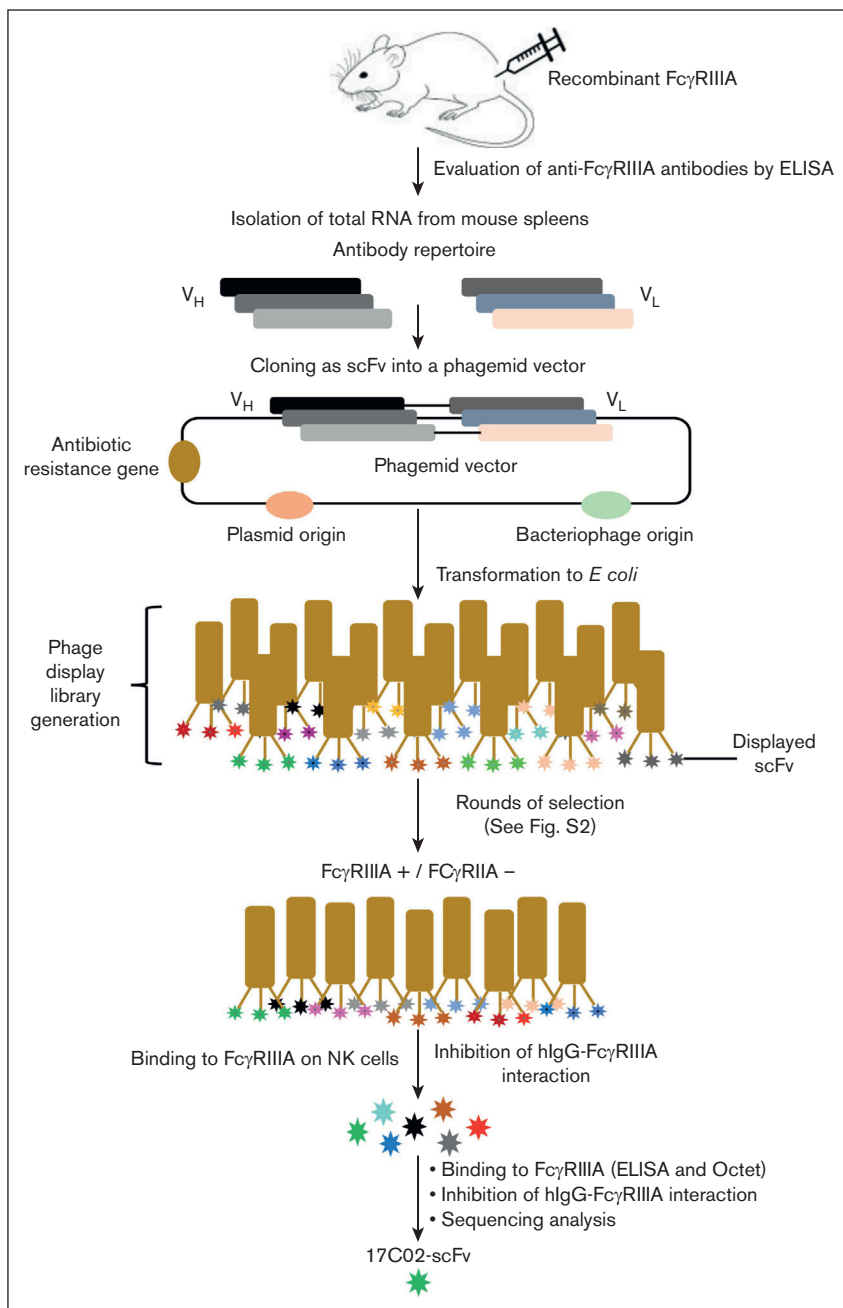 Recombinant FcγRIIIA
Evaluation of anti-FcγRIIIA antibodies by ELISA
Isolation of total RNA from mouse spleens
Antibody repertoire
V_H
V_L
Cloning as scFv into a phagemid vector
V_H
V_L
Antibiotic
resistance gene
Phagemid vector
Plasmid origin
Bacteriophage origin
Transformation to E coli
Phage
display
library
generation
Displayed
scFv
Rounds of selection
(See Fig. S2)
FcγRIIIA + / FCγRIIA –
Binding to FcγRIIIA on NK cells
Inhibition of hIgG-FcγRIIIA
interaction
• Binding to FcγRIIIA (ELISA and Octet)
• Inhibition of hIgG-FcγRIIIA interaction
• Sequencing analysis
17C02-scFv